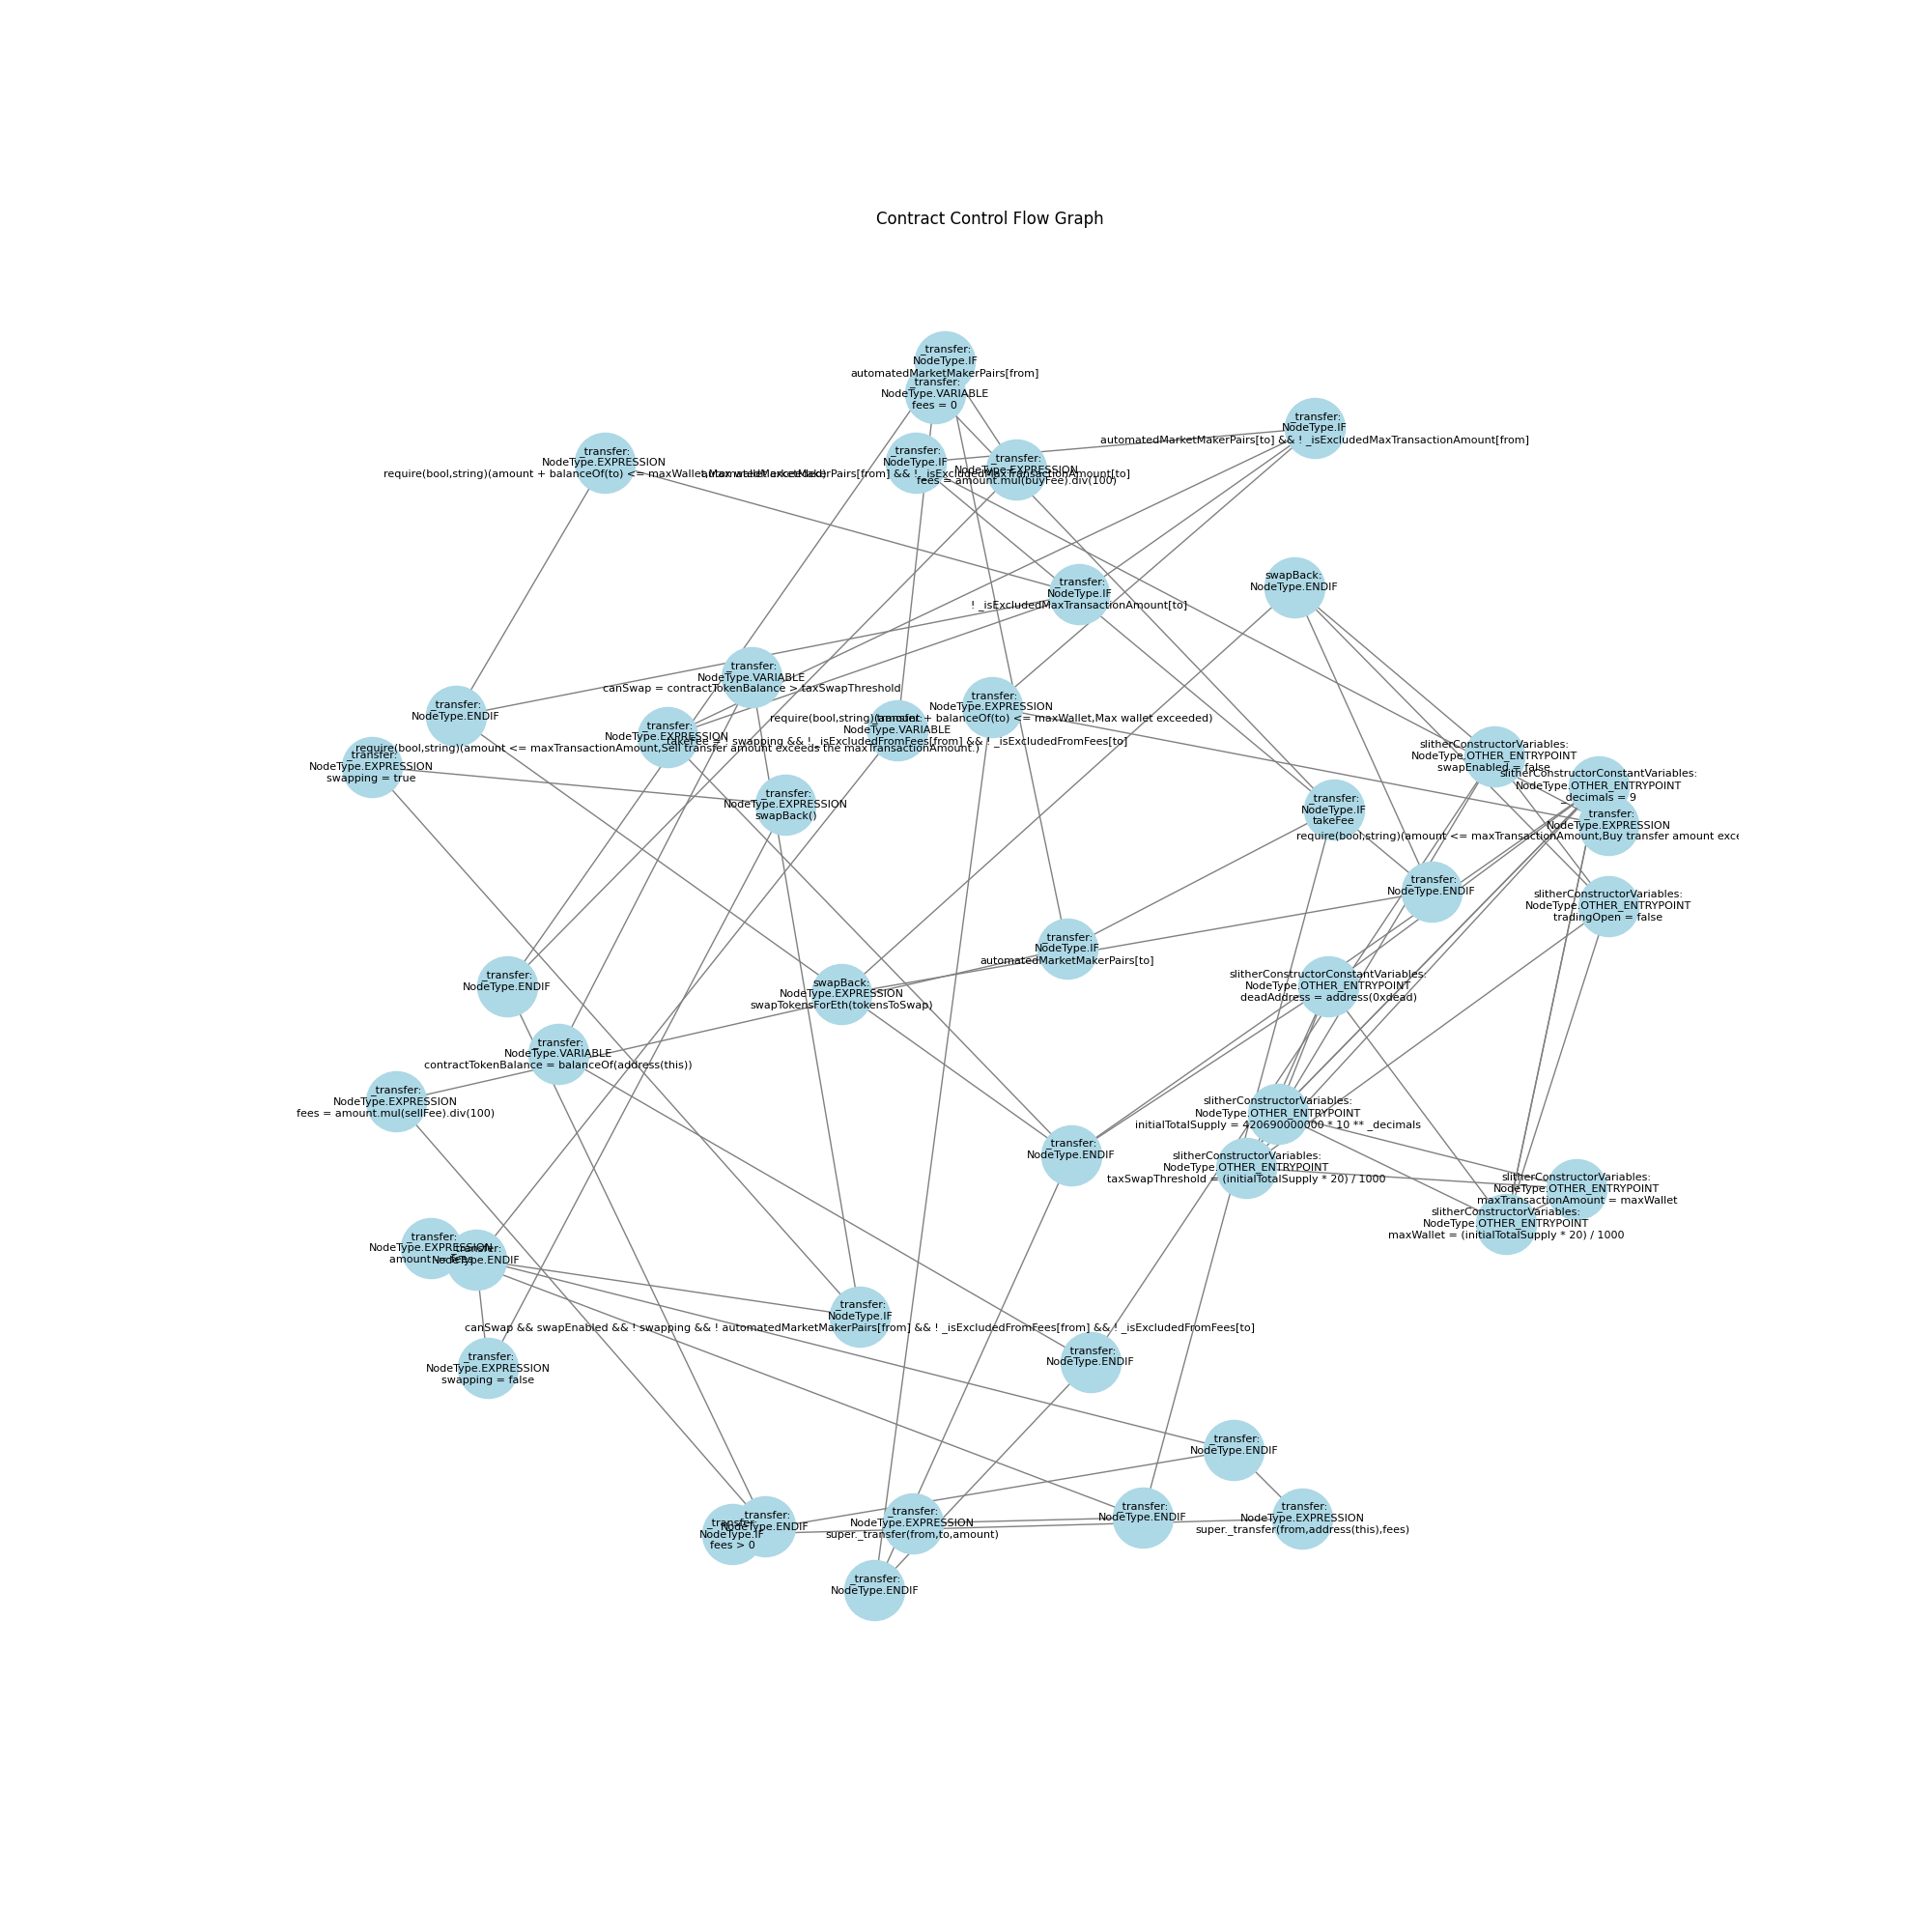 Contract Control Flow Graph
_transfer:
NodeType.IF
automatedMarketMakerPairs[from]
_transfer:
NodeType.VARIABLE
fees = 0
_transfer:
NodeType.IF
automatedMarketMakerPairs[to] && ! _isExcludedMaxTransactionAmount[from]
_transfer:
NodeType.EXPRESSION
require(bool,string)(amount + balanceOf(to) <= maxWallet,Max wallet exceeded)
_transfer:
NodeType.IF
automatedMarketMakerPairs[from] && ! _isExcludedMaxTransactionAmount[to]
_transfer:
NodeType.EXPRESSION
fees = amount.mul(buyFee).div(100)
swapBack:
NodeType.ENDIF
_transfer:
NodeType.IF
! _isExcludedMaxTransactionAmount[to]
_transfer:
NodeType.VARIABLE
canSwap = contractTokenBalance > taxSwapThreshold
_transfer:
NodeType.EXPRESSION
require(bool,string)(amount + balanceOf(to) <= maxWallet,Max wallet exceeded)
_transfer:
NodeType.ENDIF
_transfer:
NodeType.VARIABLE
takeFee = ! swapping && ! _isExcludedFromFees[from] && ! _isExcludedFromFees[to]
_transfer:
NodeType.EXPRESSION
require(bool,string)(amount <= maxTransactionAmount,Sell transfer amount exceeds the maxTransactionAmount.)
slitherConstructorVariables:
NodeType.OTHER_ENTRYPOINT
swapEnabled = false
_transfer:
NodeType.EXPRESSION
swapping = true
slitherConstructorConstantVariables:
NodeType.OTHER_ENTRYPOINT
_decimals = 9
_transfer:
NodeType.EXPRESSION
swapBack()
_transfer:
NodeType.IF
takeFee
_transfer:
NodeType.EXPRESSION
require(bool,string)(amount <= maxTransactionAmount,Buy transfer amount exce
_transfer:
NodeType.ENDIF
slitherConstructorVariables:
NodeType.OTHER_ENTRYPOINT
tradingOpen = false
_transfer:
NodeType.IF
automatedMarketMakerPairs[to]
_transfer:
NodeType.ENDIF
slitherConstructorConstantVariables:
NodeType.OTHER_ENTRYPOINT
deadAddress = address(0xdead)
swapBack:
NodeType.EXPRESSION
swapTokensForEth(tokensToSwap)
_transfer:
NodeType.VARIABLE
contractTokenBalance = balanceOf(address(this))
_transfer:
NodeType.EXPRESSION
fees = amount.mul(sellFee).div(100)
slitherConstructorVariables:
NodeType.OTHER_ENTRYPOINT
initialTotalSupply = 420690000000 * 10 ** _decimals
_transfer:
NodeType.ENDIF
slitherConstructorVariables:
NodeType.OTHER_ENTRYPOINT
taxSwapThreshold = (initialTotalSupply * 20) / 1000
slitherConstructorVariables:
NodeType.OTHER_ENTRYPOINT
maxTransactionAmount = maxWallet
slitherConstructorVariables:
NodeType.OTHER_ENTRYPOINT
maxWallet = (initialTotalSupply * 20) / 1000
_transfer:
NodeType.EXPRESSION
amount
_transfer:
NodeType.ENDIF
_transfer:
NodeType.IF
canSwap && swapEnabled && ! swapping && ! automatedMarketMakerPairs[from] && ! _isExcludedFromFees[from] && ! _isExcludedFromFees[to]
_transfer:
NodeType.EXPRESSION
swapping = false
_transfer:
NodeType.ENDIF
_transfer:
NodeType.ENDIF
_transfer:
NodeType.ENDIF
_transfer:
NodeType.IF
fees > 0
_transfer:
NodeType.EXPRESSION
super._transfer(from,to,amount)
_transfer:
NodeType.ENDIF
_transfer:
NodeType.EXPRESSION
super._transfer(from,address(this),fees)
_transfer:
NodeType.ENDIF